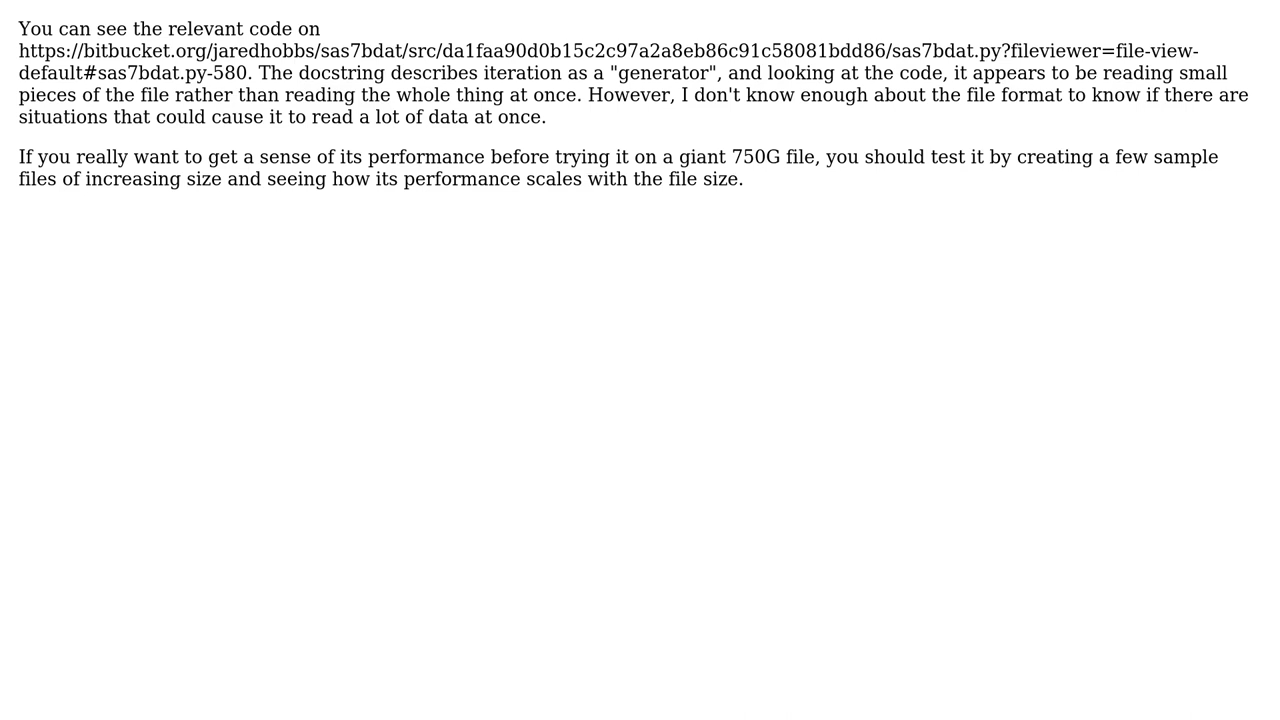 You can see the relevant code on
https://bitbucket.org/jaredhobbs/sas7bdat/src/da1faa90d0b15c2c97a2a8eb86c91c58081bdd86/sas7bdat.py?fileviewer=file-view-
default#sas7bdat.py-580. The docstring describes iteration as a "generator", and looking at the code, it appears to be reading small
pieces of the file rather than reading the whole thing at once. However, I don't know enough about the file format to know if there are
situations that could cause it to read a lot of data at once.
If you really want to get a sense of its performance before trying it on a giant 750G file, you should test it by creating a few sample
files of increasing size and seeing how its performance scales with the file size.